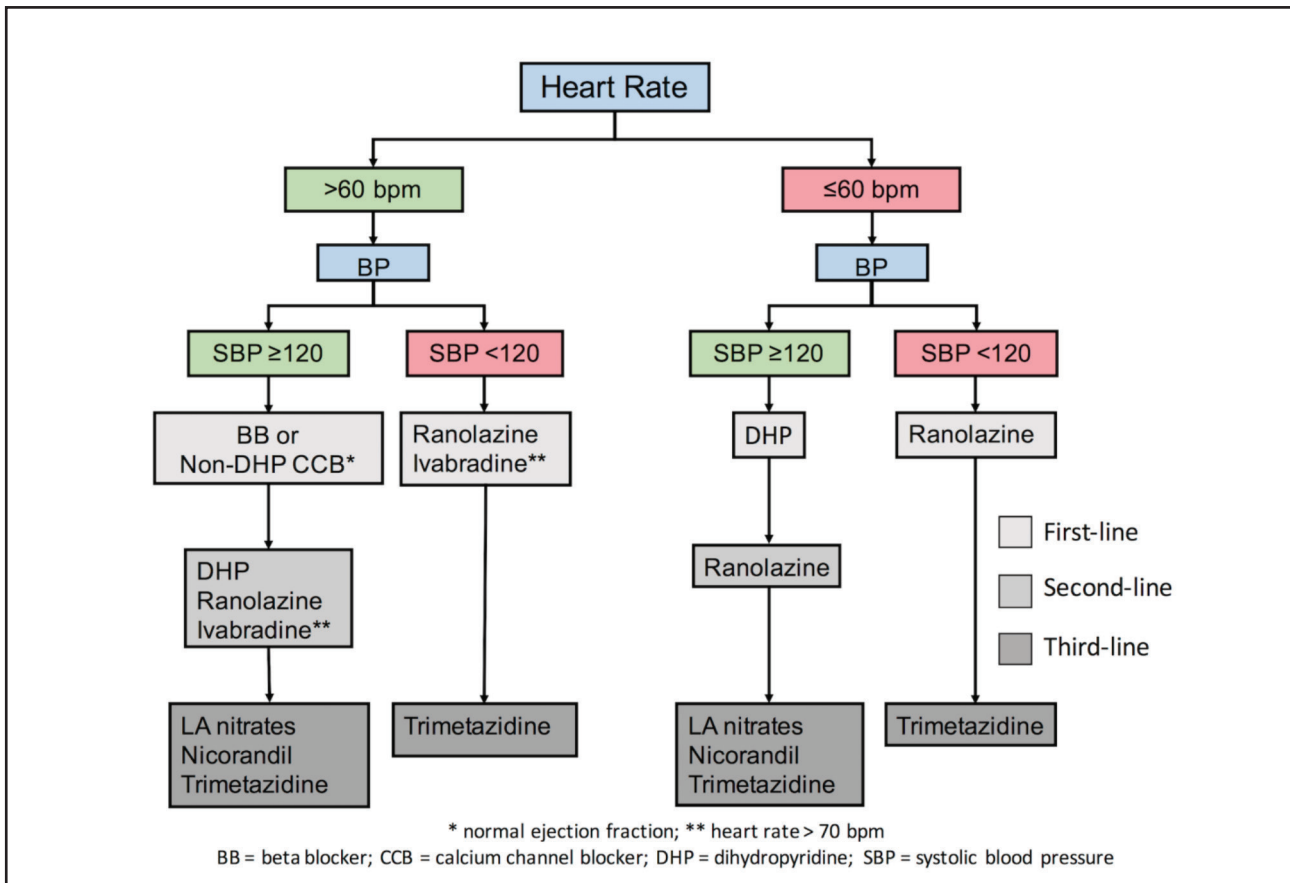 Heart Rate
>60 bpm
≤60 bpm
BP
BP
SBP ≥120
SBP <120
SBP ≥120
SBP <120
BB or
Non-DHP CCB*
Ranolazine
Ivabradine**
DHP
Ranolazine
First-line
DHP
Ranolazine
Ivabradine**
Ranolazine
Second-line
Third-line
LA nitrates
Nicorandil
Trimetazidine
Trimetazidine
LA nitrates
Nicorandil
Trimetazidine
Trimetazidine
* normal ejection fraction; ** heart rate > 70 bpm
BB = beta blocker; CCB = calcium channel blocker; DHP = dihydropyridine; SBP = systolic blood pressure